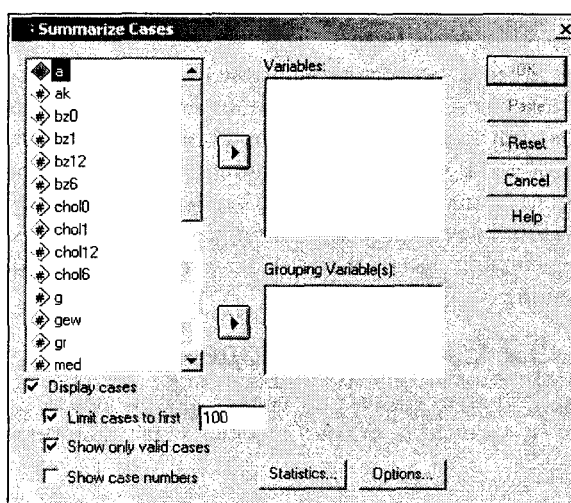 Summarize Cases
a
ak
bz0
bz1
bz12
bz6
chol0
chol1
chol12
chol6
g
gew
gr
med
Variables:
Grouping Variable(s):
OK
Paste
Reset
Cancel
Help
Display cases
Limit cases to first 100
Show only valid cases
Show case numbers
Statistics...
Options...